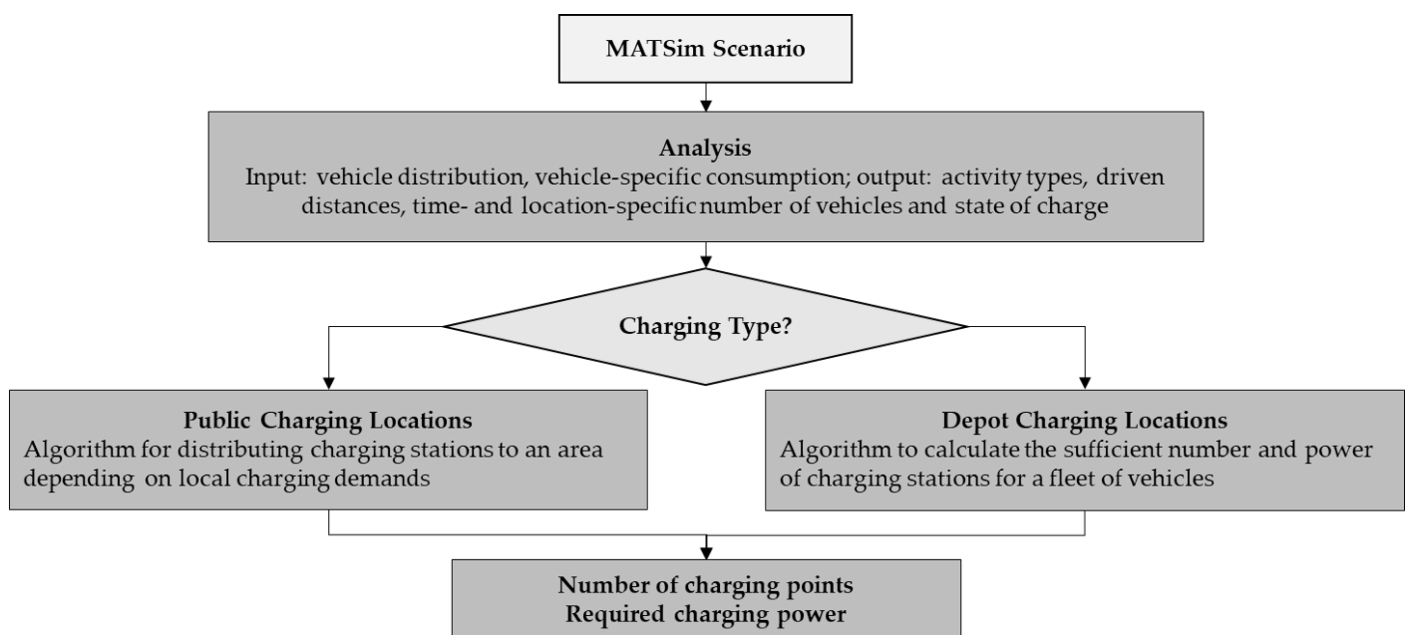 MATSim Scenario
Analysis
Input: vehicle distribution, vehicle-specific consumption; output: activity types, driven
distances, time- and location-specific number of vehicles and state of charge
Charging Type?
Public Charging Locations
Algorithm for distributing charging stations to an area
depending on local charging demands
Depot Charging Locations
Algorithm to calculate the sufficient number and power
of charging stations for a fleet of vehicles
Number of charging points
Required charging power